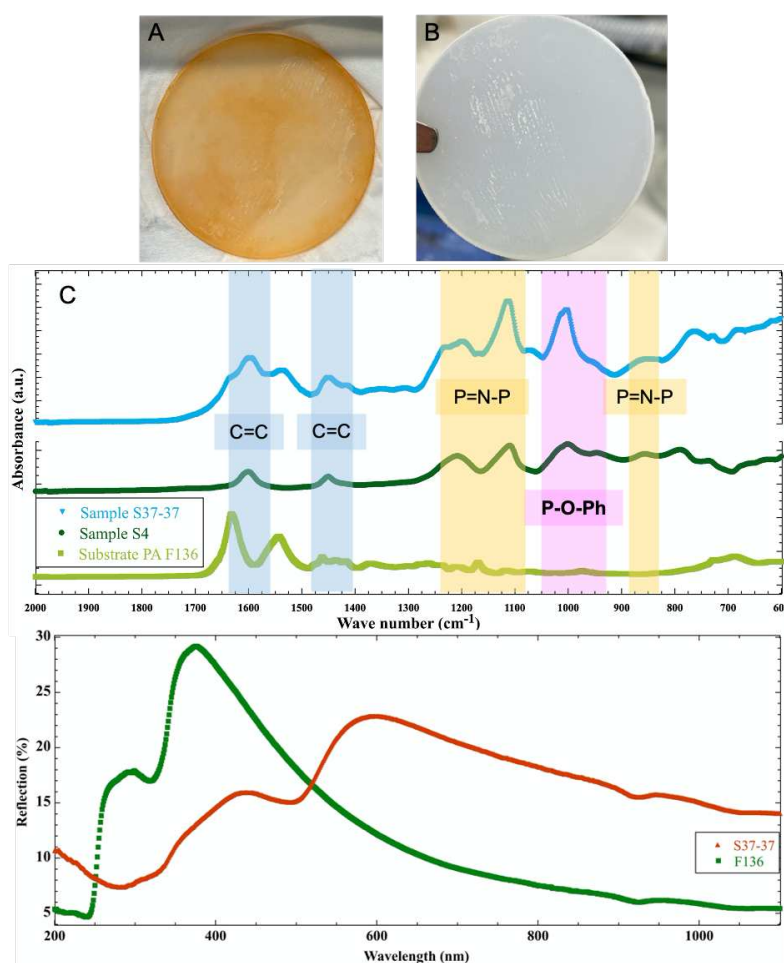 A
B
C
P=N-P
P=N-P
C=C
C=C
P-O-Ph
Absorbance (a.u.)
Sample S37-37
Sample S4
Substrate PA F136
2000 1900 1800 1700 1600 1500 1400 1300 1200 1100 1000 900 800 700 60
Wave number (cm-1)
30
25
20
15
10
5
Reflection (%)
S37-37
F136
200 400 600 800 1000
Wavelength (nm)